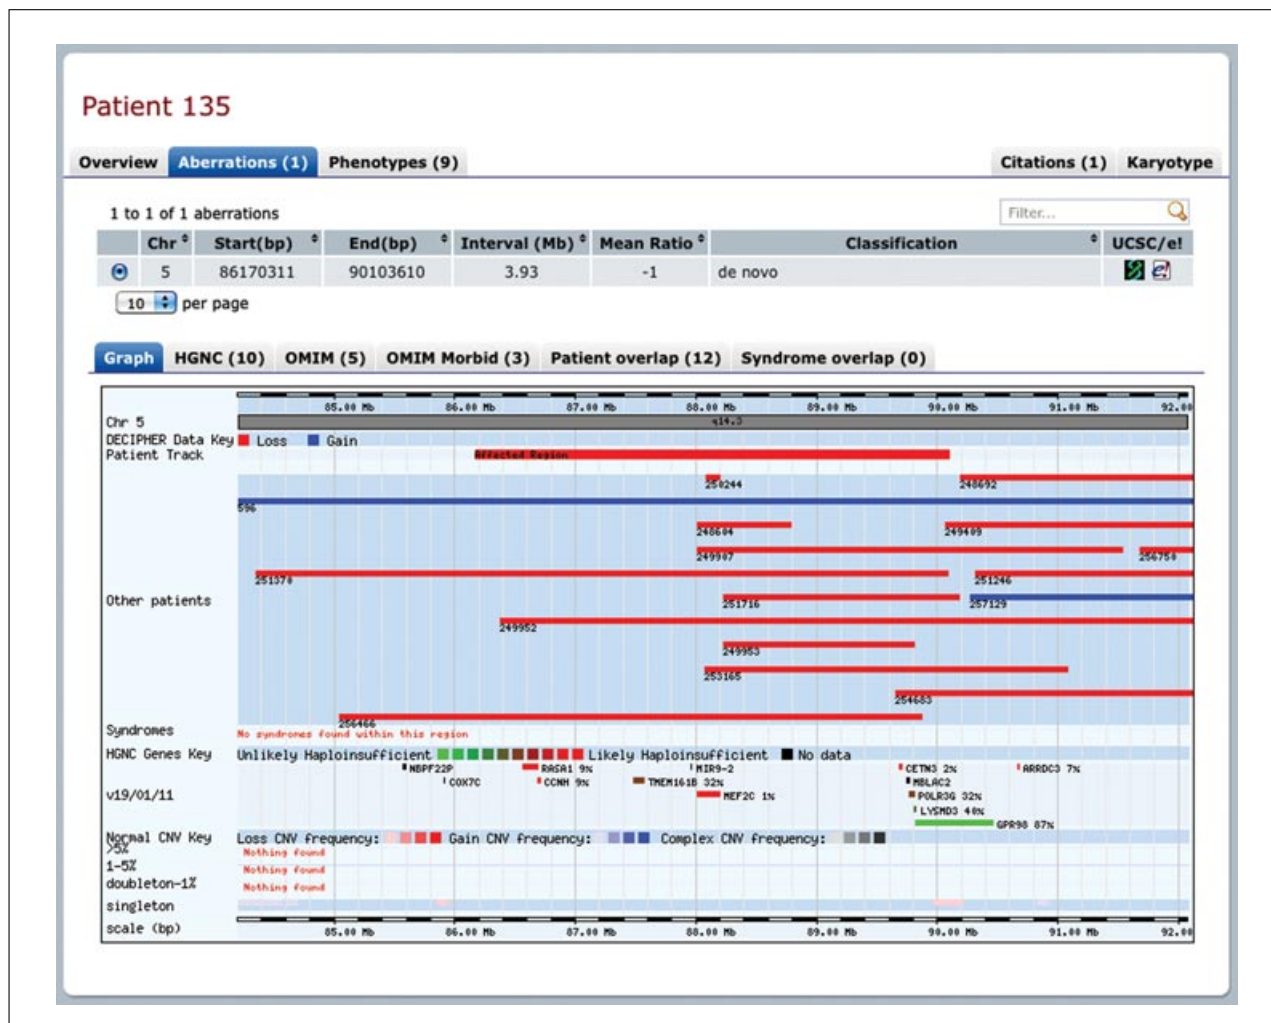 Patient 135
Overview Aberrations (1) Phenotypes (9) Citations (1) Karyotype
1 to 1 of 1 aberrations Filter...
Chr Start(bp) End(bp) Interval (Mb) Mean Ratio Classification UCSC/e!
5 86170311 90103610 3.93 -1 de novo
10 per page
Graph HGNC (10) OMIM (5) OMIM Morbid (3) Patient overlap (12) Syndrome overlap (0)
85.00 Mb 86.00 Mb 87.00 Mb 88.00 Mb 89.00 Mb 90.00 Mb 91.00 Mb 92.00
Chr 5 q14.3
DECIPHER Data Key Loss Gain
Patient Track Affected Region
250244 248692
596
248604 249409
249907 256750
251370 251246
Other patients 251716 257129
249952
249953
253165
254683
256466
Syndromes No syndromes found within this region
HGNC Genes Key Unlikely Haploinsufficient Likely Haploinsufficient No data
NBPF22P RASA1 9% MIR9-2 CETN3 2% ARRDC3 7%
COX7C CCNH 9% TMEM161B 32% MBLAC2
v19/01/11 MEF2C 1% POLR3G 32%
LYSMD3 40%
GPR98 87%
Normal CNV Key Loss CNV frequency: Gain CNV frequency: Complex CNV frequency:
>5% Nothing found
1-5% Nothing found
doubleton-1% Nothing found
singleton
scale (bp) 85.00 Mb 86.00 Mb 87.00 Mb 88.00 Mb 89.00 Mb 90.00 Mb 91.00 Mb 92.00